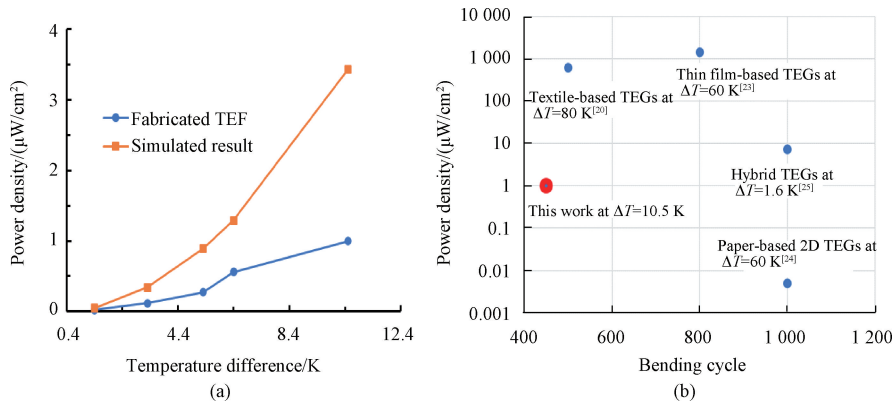 Power density/(μW/cm²)
4
3
2
1
0
0.4
4.4
8.4
12.4
Fabricated TEF
Simulated result
Temperature difference/K
(a)
Power density/(μW/cm²)
10 000
1 000
100
10
1
0.1
0.01
0.001
400
600
800
1 000
1 200
Thin film-based TEGs at
ΔT=60 K[23]
Textile-based TEGs at
ΔT=80 K[20]
Hybrid TEGs at
ΔT=1.6 K[25]
This work at ΔT=10.5 K
Paper-based 2D TEGs at
ΔT=60 K[24]
Bending cycle
(b)